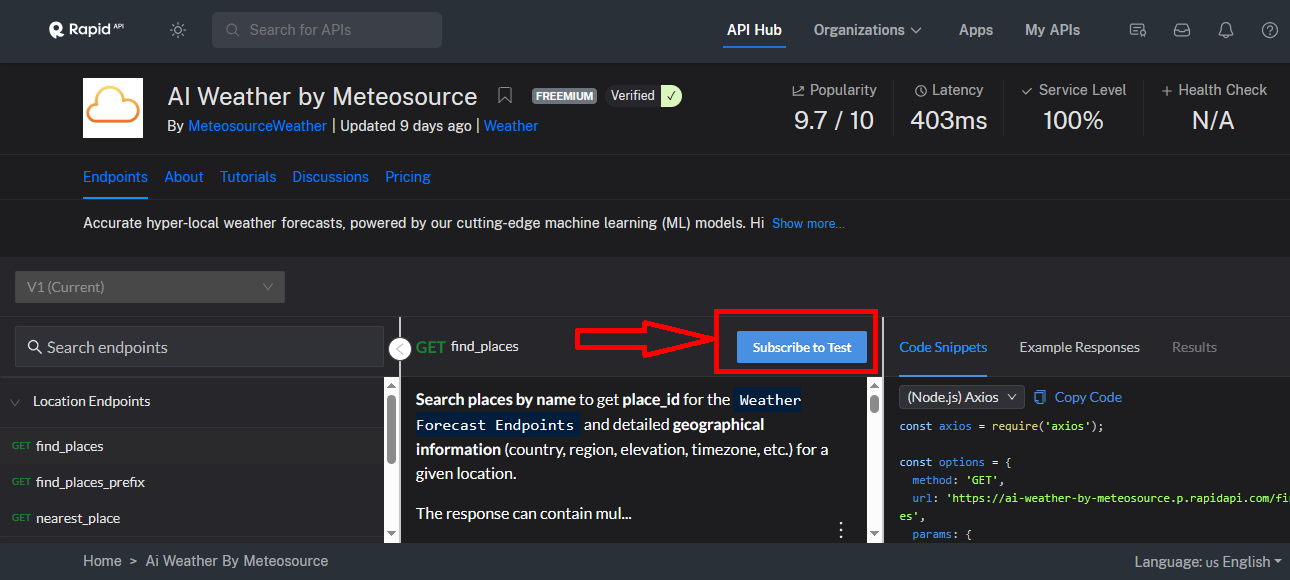 Rapid API
Search for APIs
API Hub
Organizations
Apps
My APIs
AI Weather by Meteosource
FREEMIUM
Verified ✓
By MeteosourceWeather | Updated 9 days ago | Weather
Popularity
9.7 / 10
Latency
403ms
Service Level
100%
Health Check
N/A
Endpoints
About
Tutorials
Discussions
Pricing
Accurate hyper-local weather forecasts, powered by our cutting-edge machine learning (ML) models. Hi Show more...
V1 (Current)
Search endpoints
Location Endpoints
GET find_places
GET find_places_prefix
GET nearest_place
GET find_places
Subscribe to Test
Search places by name to get place_id for the Weather
Forecast Endpoints and detailed geographical
information (country, region, elevation, timezone, etc.) for a
given location.
The response can contain mul...
Code Snippets
Example Responses
Results
(Node.js) Axios
Copy Code
const axios = require('axios');
const options = {
method: 'GET',
url: 'https://ai-weather-by-meteosource.p.rapidapi.com/fi
es',
params: {
Home > Ai Weather By Meteosource
Language: us English